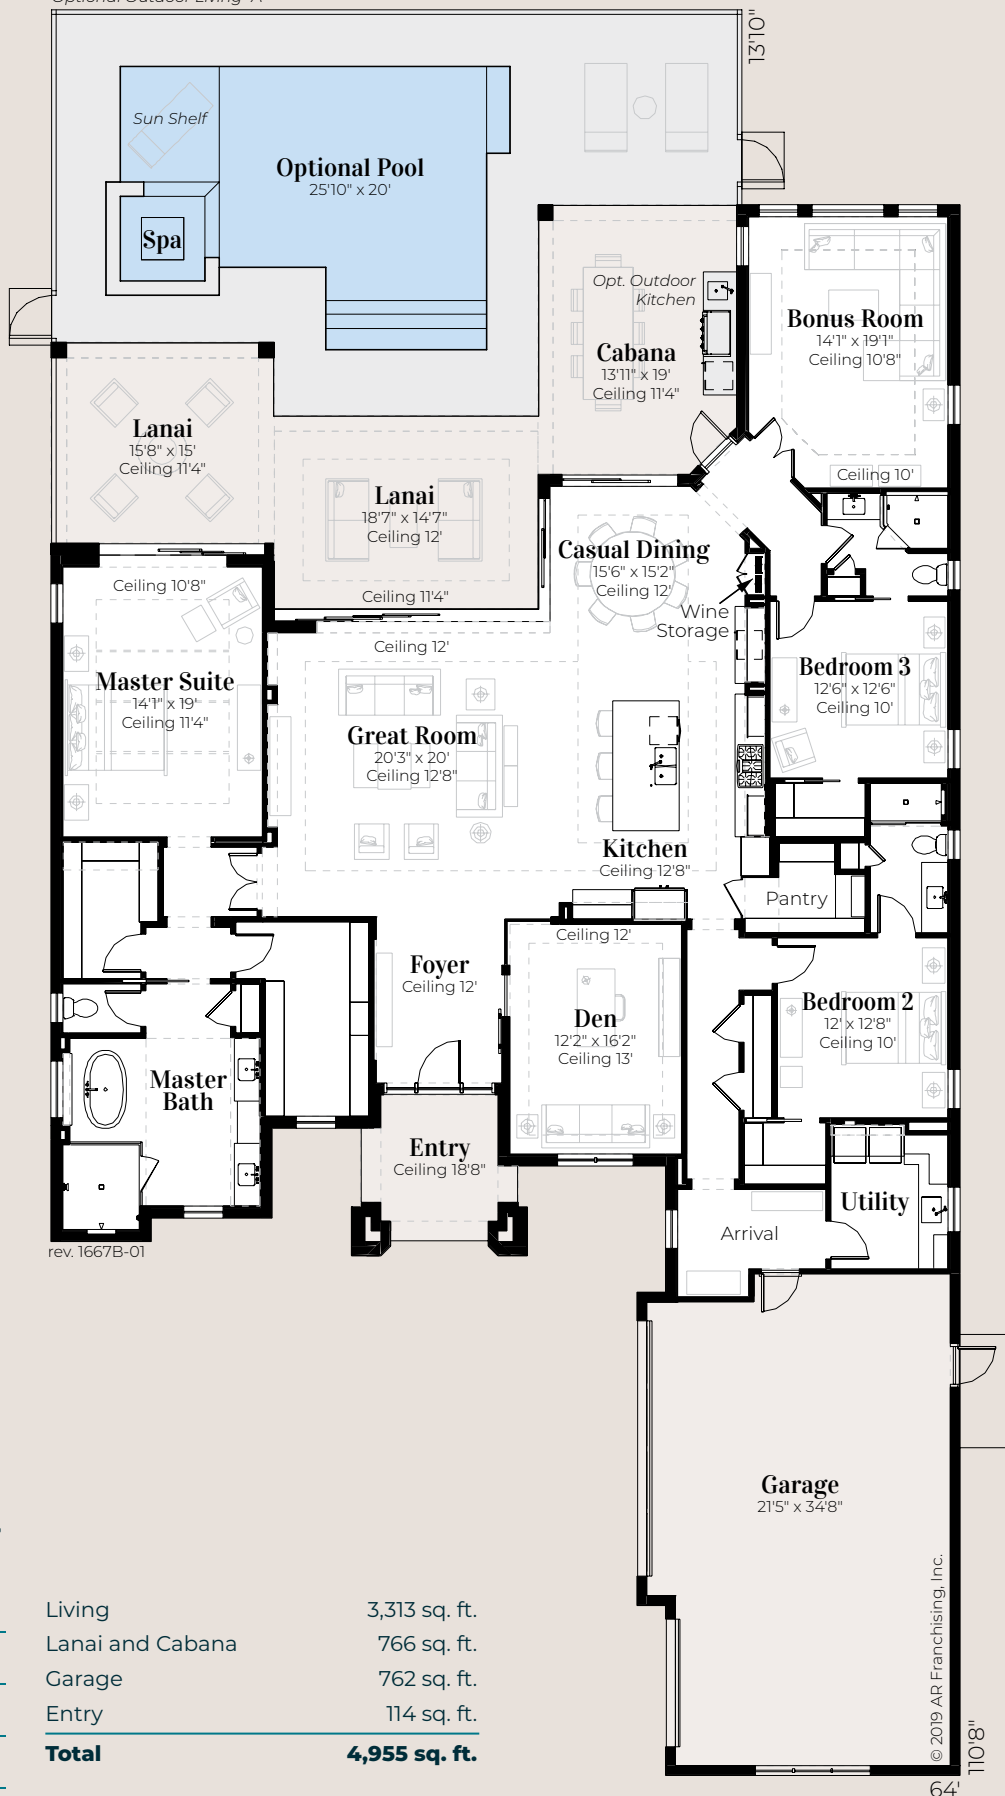 Optional Outdoor Living "A"
13'10"
Sun Shelf
Optional Pool
25'10" x 20'
Spa
Opt. Outdoor
Kitchen
Cabana
13'11" x 19'
Ceiling 11'4"
Bonus Room
14'1" x 19'1"
Ceiling 10'8"
Ceiling 10'
Lanai
15'8" x 15'
Ceiling 11'4"
Lanai
18'7" x 14'7"
Ceiling 12'
Ceiling 11'4"
Casual Dining
15'6" x 15'2"
Ceiling 12'
Wine
Storage
Ceiling 10'8"
Master Suite
14'1" x 19'
Ceiling 11'4"
Ceiling 12'
Great Room
20'3" x 20'
Ceiling 12'8"
Bedroom 3
12'6" x 12'6"
Ceiling 10'
Kitchen
Ceiling 12'8"
Pantry
Foyer
Ceiling 12'
Ceiling 12'
Den
12'2" x 16'2"
Ceiling 13'
Bedroom 2
12' x 12'8"
Ceiling 10'
Master
Bath
Entry
Ceiling 18'8"
Utility
Arrival
rev. 1667B-01
Garage
21'5" x 34'8"
© 2019 AR Franchising, Inc.
110'8"
64'
Living 3,313 sq. ft.
Lanai and Cabana 766 sq. ft.
Garage 762 sq. ft.
Entry 114 sq. ft.
Total 4,955 sq. ft.